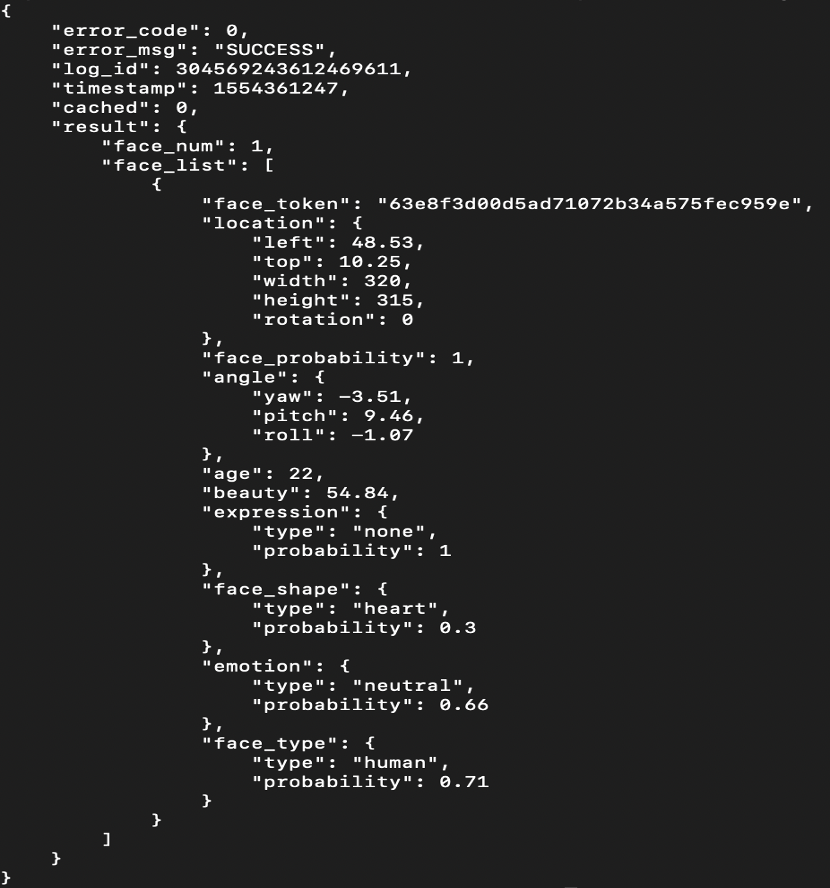 {
    "error_code": 0,
    "error_msg": "SUCCESS",
    "log_id": 304569243612469611,
    "timestamp": 1554361247,
    "cached": 0,
    "result": {
        "face_num": 1,
        "face_list": [
            {
                "face_token": "63e8f3d00d5ad71072b34a575fec959e",
                "location": {
                    "left": 48.53,
                    "top": 10.25,
                    "width": 320,
                    "height": 315,
                    "rotation": 0
                },
                "face_probability": 1,
                "angle": {
                    "yaw": −3.51,
                    "pitch": 9.46,
                    "roll": −1.07
                },
                "age": 22,
                "beauty": 54.84,
                "expression": {
                    "type": "none",
                    "probability": 1
                },
                "face_shape": {
                    "type": "heart",
                    "probability": 0.3
                },
                "emotion": {
                    "type": "neutral",
                    "probability": 0.66
                },
                "face_type": {
                    "type": "human",
                    "probability": 0.71
                }
            }
        ]
    }
}